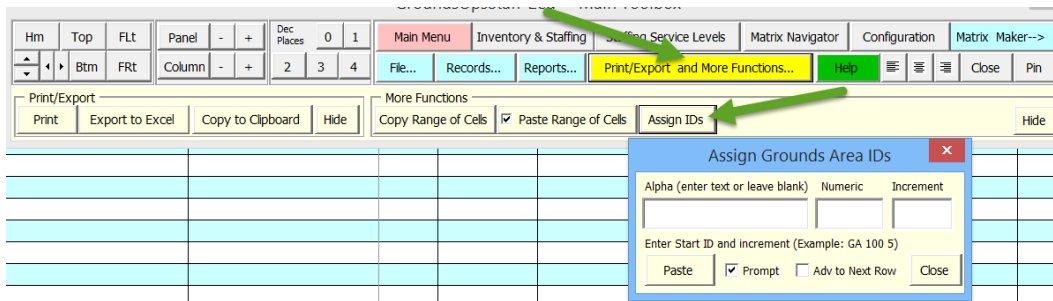 Main Toolbox
Hm Top FLt Panel - + Dec Places 0 1 Main Menu Inventory & Staffing Staffing Service Levels Matrix Navigator Configuration Matrix Maker-->
Btm FRt Column - + 2 3 4 File... Records... Reports... Print/Export and More Functions... Help Close Pin
Print/Export More Functions
Print Export to Excel Copy to Clipboard Hide Copy Range of Cells Paste Range of Cells Assign IDs Hide
Assign Grounds Area IDs
Alpha (enter text or leave blank) Numeric Increment
Enter Start ID and increment (Example: GA 100 5)
Paste Prompt Adv to Next Row Close